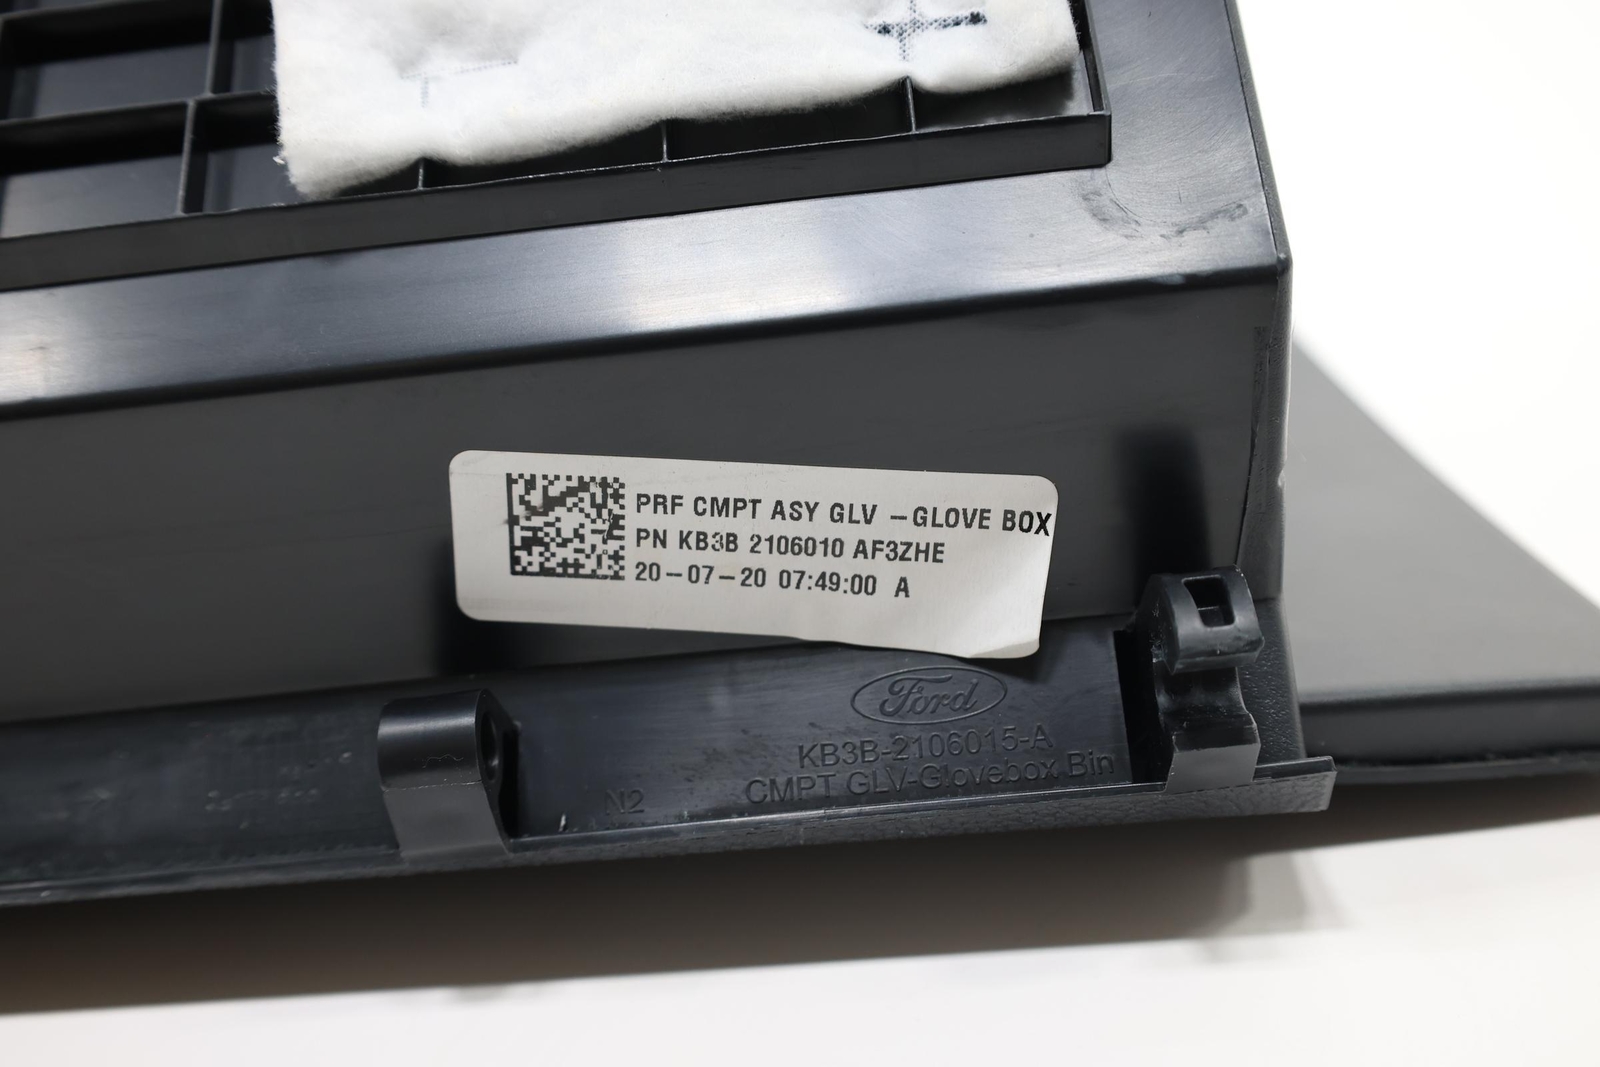 PRF CMPT ASY GLV -GLOVE BOX
PN KB3B 2106010 AF3ZHE
20-07-20 07:49:00 A
Ford
KB3B-2106015-A
CMPT GLV-Glovebox Bin
N2